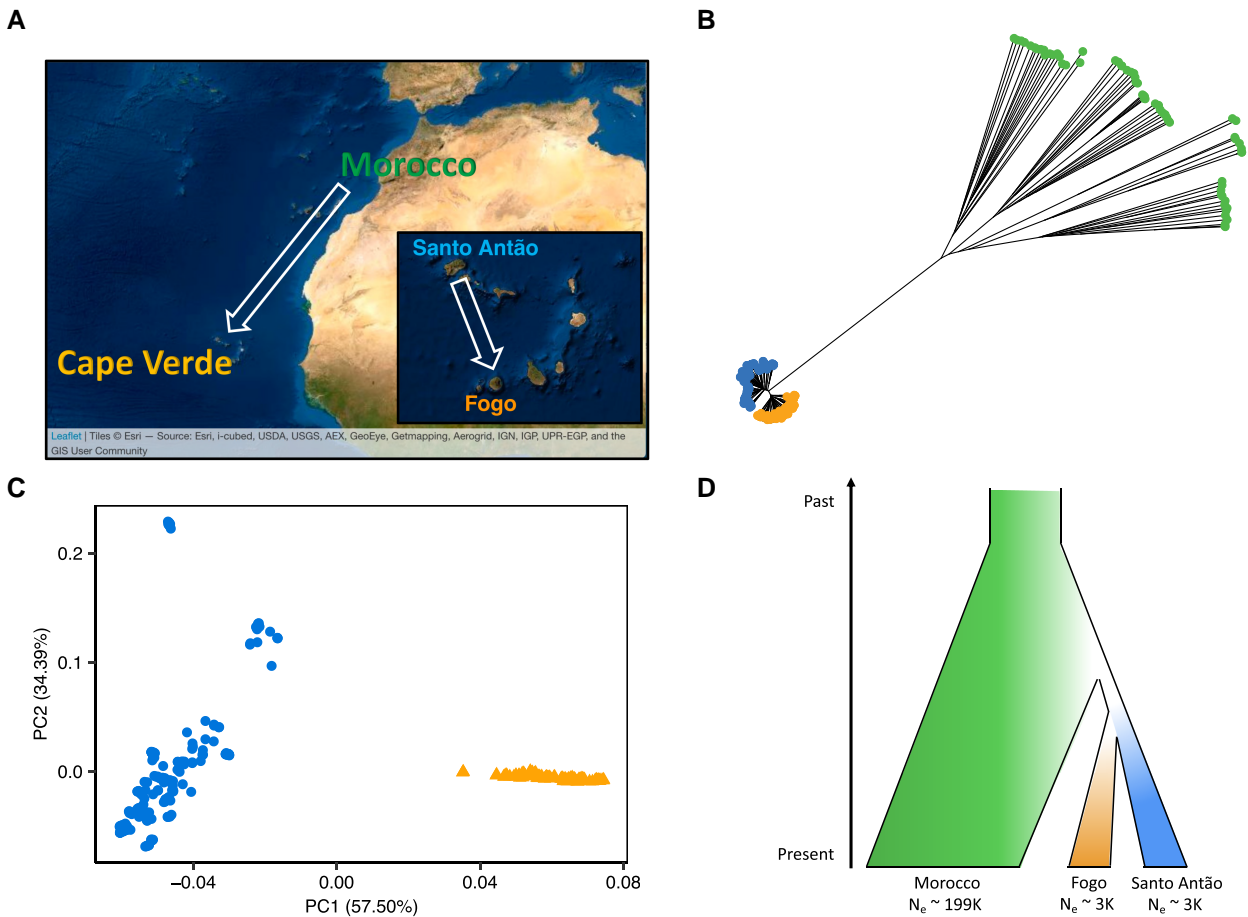 A
Morocco
Cape Verde
Santo Antão
Fogo
Leaflet | Tiles © Esri — Source: Esri, i-cubed, USDA, USGS, AEX, GeoEye, Getmapping, Aerogrid, IGN, IGP, UPR-EGP, and the
GIS User Community
B
C
PC2 (34.39%)
0.2
0.1
0.0
−0.04
0.00
0.04
0.08
PC1 (57.50%)
D
Past
Present
Morocco
Ne ~ 199K
Fogo
Ne ~ 3K
Santo Antão
Ne ~ 3K